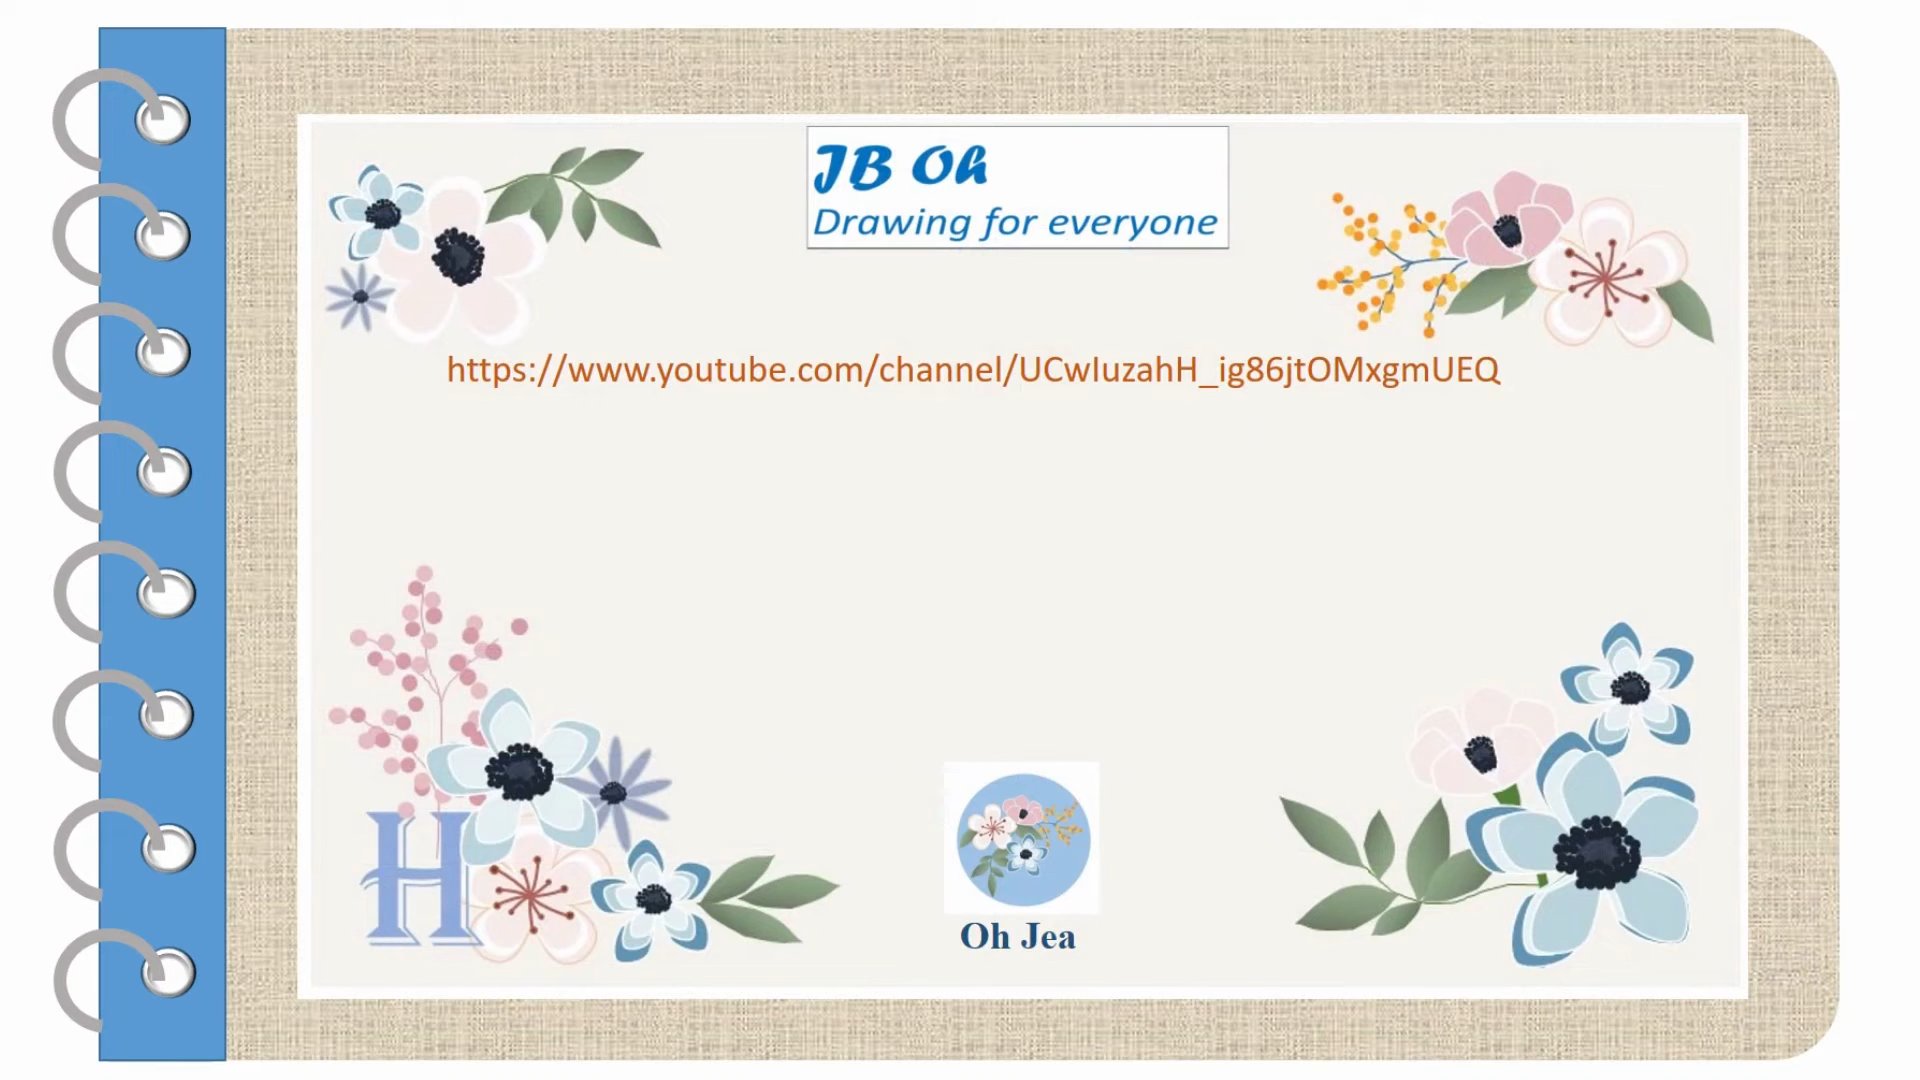 JB Oh
Drawing for everyone
https://www.youtube.com/channel/UCwIuzahH_ig86jtOMxgmUEQ
H
Oh Jea